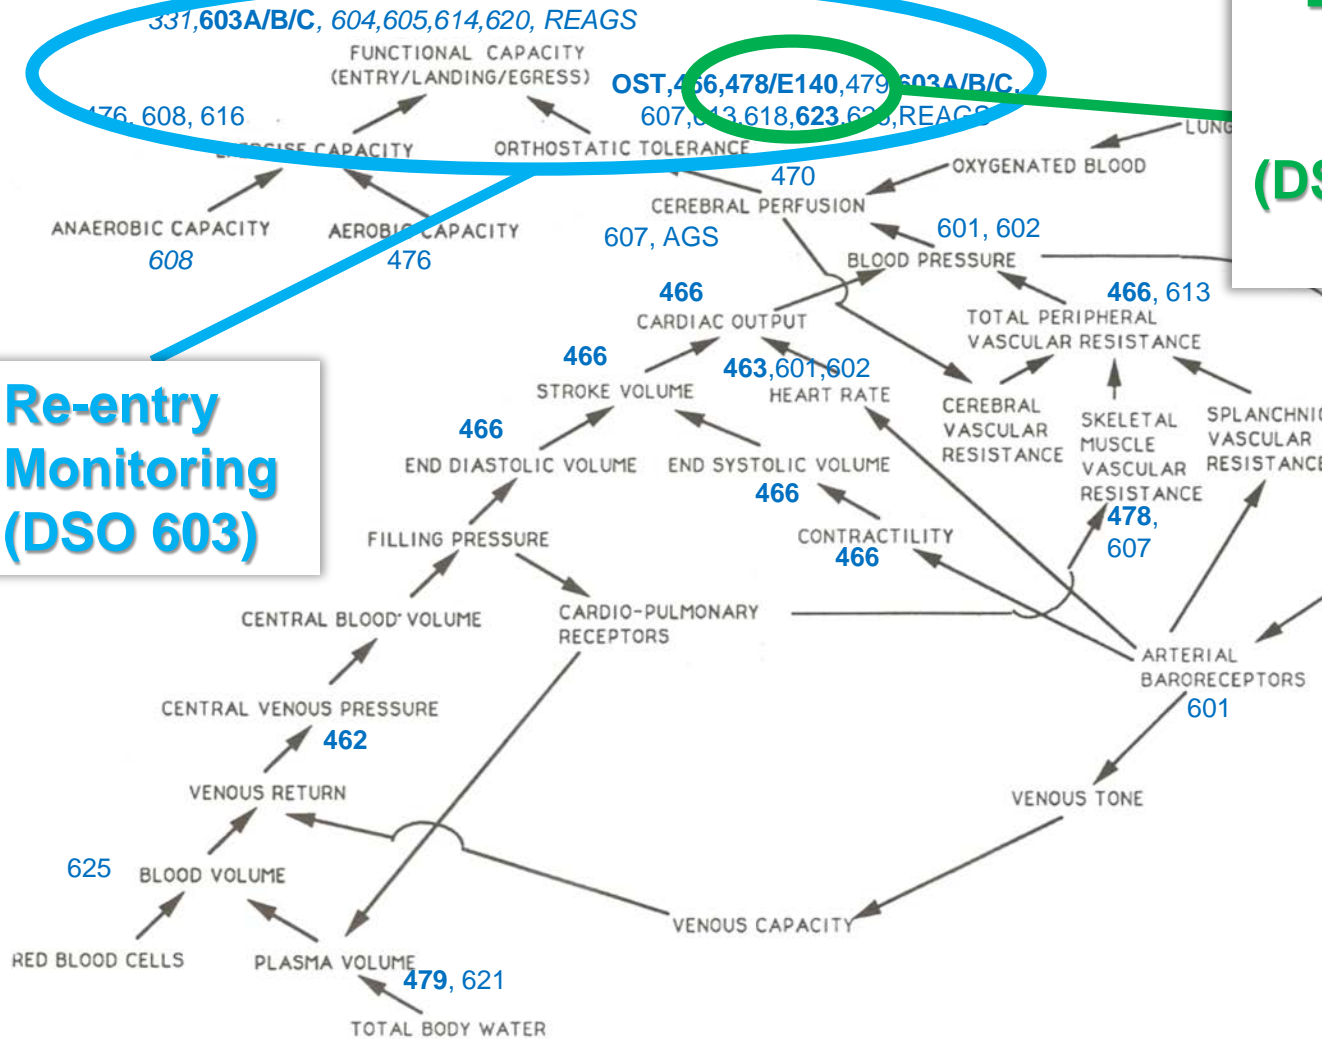 331,603A/B/C, 604,605,614,620, REAGS
FUNCTIONAL CAPACITY
(ENTRY/LANDING/EGRESS)
OST,466,478/E140,479,603A/B/C,
607,613,618,623,625,REAGS
476, 608, 616
EXERCISE CAPACITY
ORTHOSTATIC TOLERANCE
LUNG
(DS
OXYGENATED BLOOD
470
CEREBRAL PERFUSION
607, AGS
ANAEROBIC CAPACITY
608
AEROBIC CAPACITY
476
601, 602
BLOOD PRESSURE
466
CARDIAC OUTPUT
466, 613
TOTAL PERIPHERAL
VASCULAR RESISTANCE
466
STROKE VOLUME
463,601,602
HEART RATE
CEREBRAL
VASCULAR
RESISTANCE
SKELETAL
MUSCLE
VASCULAR
RESISTANCE
478,
607
SPLANCHNIC
VASCULAR
RESISTANCE
Re-entry
Monitoring
(DSO 603)
466
END DIASTOLIC VOLUME
END SYSTOLIC VOLUME
466
FILLING PRESSURE
CONTRACTILITY
466
CENTRAL BLOOD VOLUME
CARDIO-PULMONARY
RECEPTORS
ARTERIAL
BARORECEPTORS
601
CENTRAL VENOUS PRESSURE
462
VENOUS RETURN
VENOUS TONE
625
BLOOD VOLUME
VENOUS CAPACITY
RED BLOOD CELLS
PLASMA VOLUME
479, 621
TOTAL BODY WATER